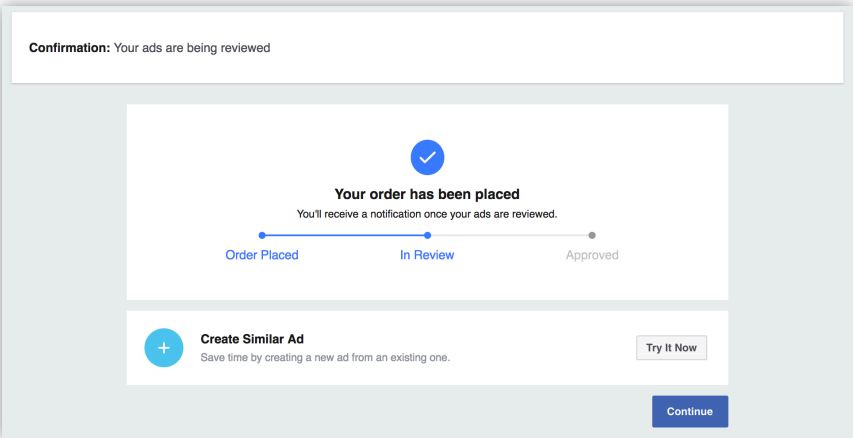 Confirmation: Your ads are being reviewed
Your order has been placed
You'll receive a notification once your ads are reviewed.
Order Placed In Review Approved
Create Similar Ad
Save time by creating a new ad from an existing one.
Try It Now
Continue